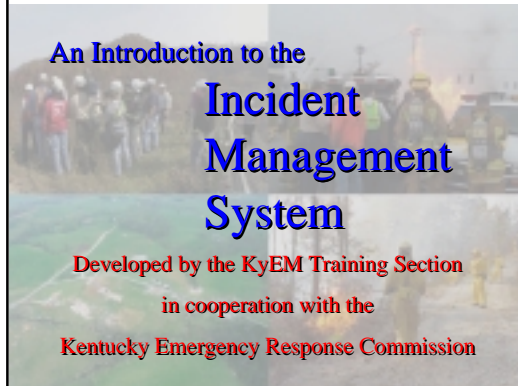 An Introduction to the
Incident
Management
System
Developed by the KyEM Training Section
in cooperation with the
Kentucky Emergency Response Commission